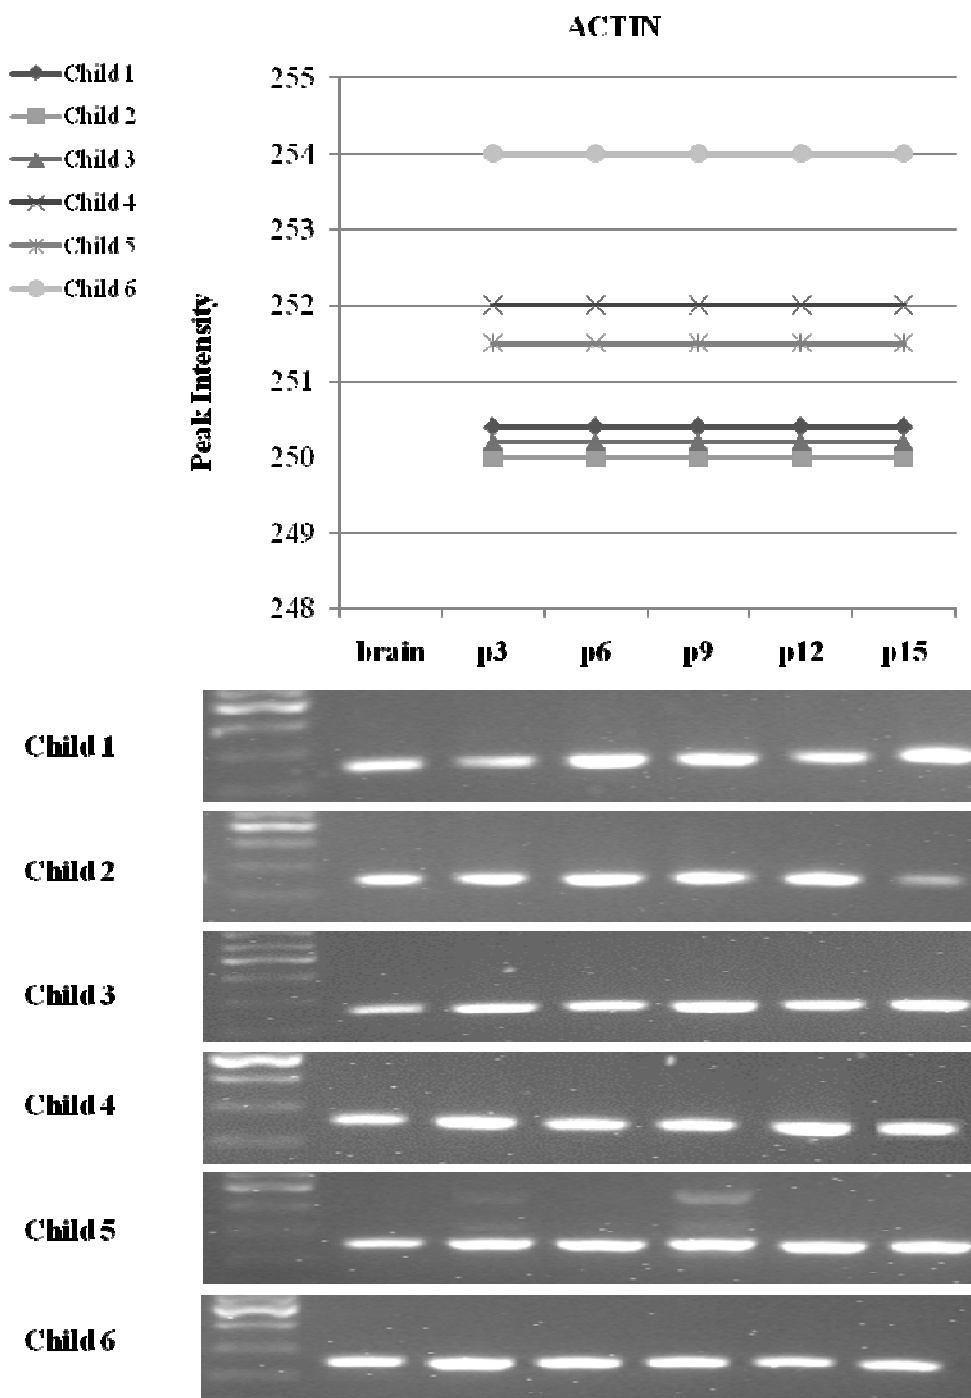 ACTIN
Child 1
Child 2
Child 3
Child 4
Child 5
Child 6
Peak Intensity
255
254
253
252
251
250
249
248
brain p3 p6 p9 p12 p15
Child 1
Child 2
Child 3
Child 4
Child 5
Child 6